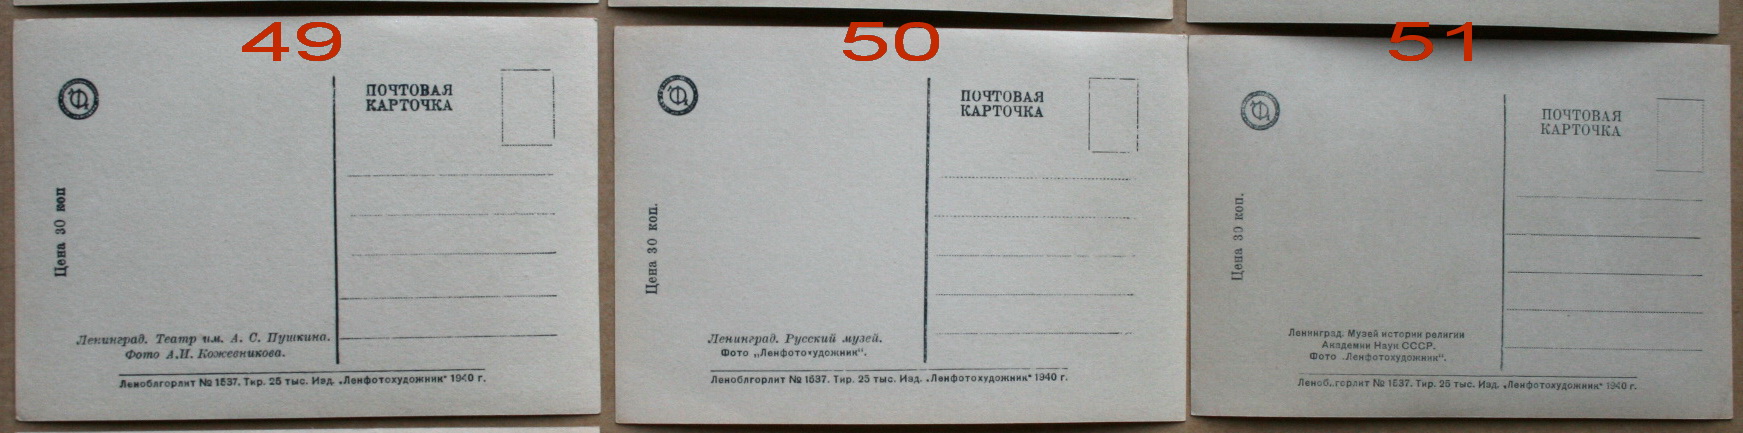 49
ПОЧТОВАЯ
КАРТОЧКА
Цена 30 коп
Ленинград. Театр им. А. С. Пушкина.
Фото А.И. Кожевникова.
Леноблгорлит № 1537. Тир. 25 тыс. Изд. „Ленфотохудожник" 1940 г.
50
ПОЧТОВАЯ
КАРТОЧКА
Цена 30 коп.
Ленинград. Русский музей.
Фото „Ленфотохудожник".
Леноблгорлит № 1537. Тир. 25 тыс. Изд. „Ленфотохудожник" 1940 г.
51
ПОЧТОВАЯ
КАРТОЧКА
Цена 30 коп.
Ленинград. Музей истории религии
Академии Наук СССР.
Фото „Ленфотохудожник".
Леноблгорлит № 1537. Тир. 25 тыс. Изд. „Ленфотохудожник" 1940 г.